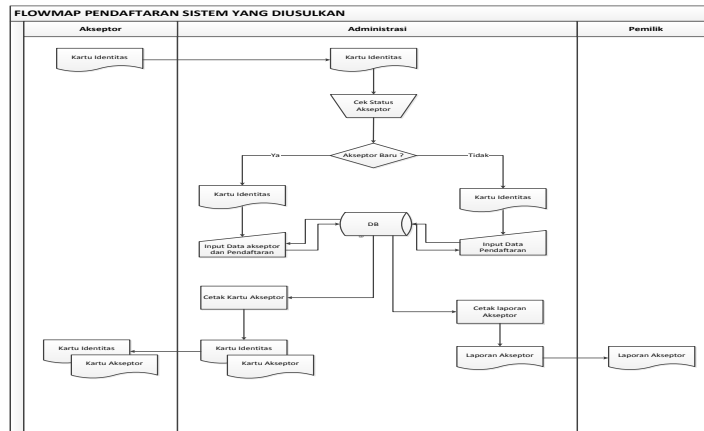 FLOWMAP PENDAFTARAN SISTEM YANG DIUSULKAN
Akseptor
Administrasi
Pemilik
Kartu Identitas
Kartu Identitas
Cek Status
Akseptor
Akseptor Baru ?
Ya
Tidak
Kartu Identitas
Kartu Identitas
DB
Input Data akseptor
dan Pendaftaran
Input Data
Pendaftaran
Cetak Kartu Akseptor
Cetak laporan
Akseptor
Kartu Identitas
Kartu Akseptor
Kartu Identitas
Kartu Akseptor
Laporan Akseptor
Laporan Akseptor